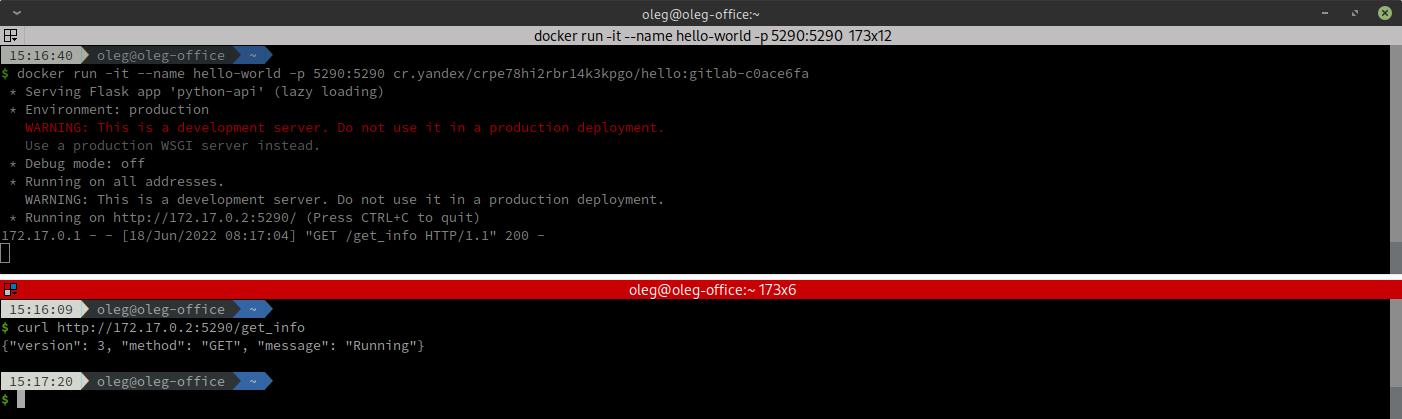 oleg@oleg-office:~
docker run -it --name hello-world -p 5290:5290 173x12
15:16:40 oleg@oleg-office ~
$ docker run -it --name hello-world -p 5290:5290 cr.yandex/crpe78hi2rbrl4k3kpgo/hello:gitlab-c0ace6fa
* Serving Flask app 'python-api' (lazy loading)
* Environment: production
WARNING: This is a development server. Do not use it in a production deployment.
Use a production WSGI server instead.
* Debug mode: off
* Running on all addresses.
WARNING: This is a development server. Do not use it in a production deployment.
* Running on http://172.17.0.2:5290/ (Press CTRL+C to quit)
172.17.0.1 - - [18/Jun/2022 08:17:04] "GET /get_info HTTP/1.1" 200 -
oleg@oleg-office:~ 173x6
15:16:09 oleg@oleg-office ~
$ curl http://172.17.0.2:5290/get_info
{"version": 3, "method": "GET", "message": "Running"}
15:17:20 oleg@oleg-office ~
$